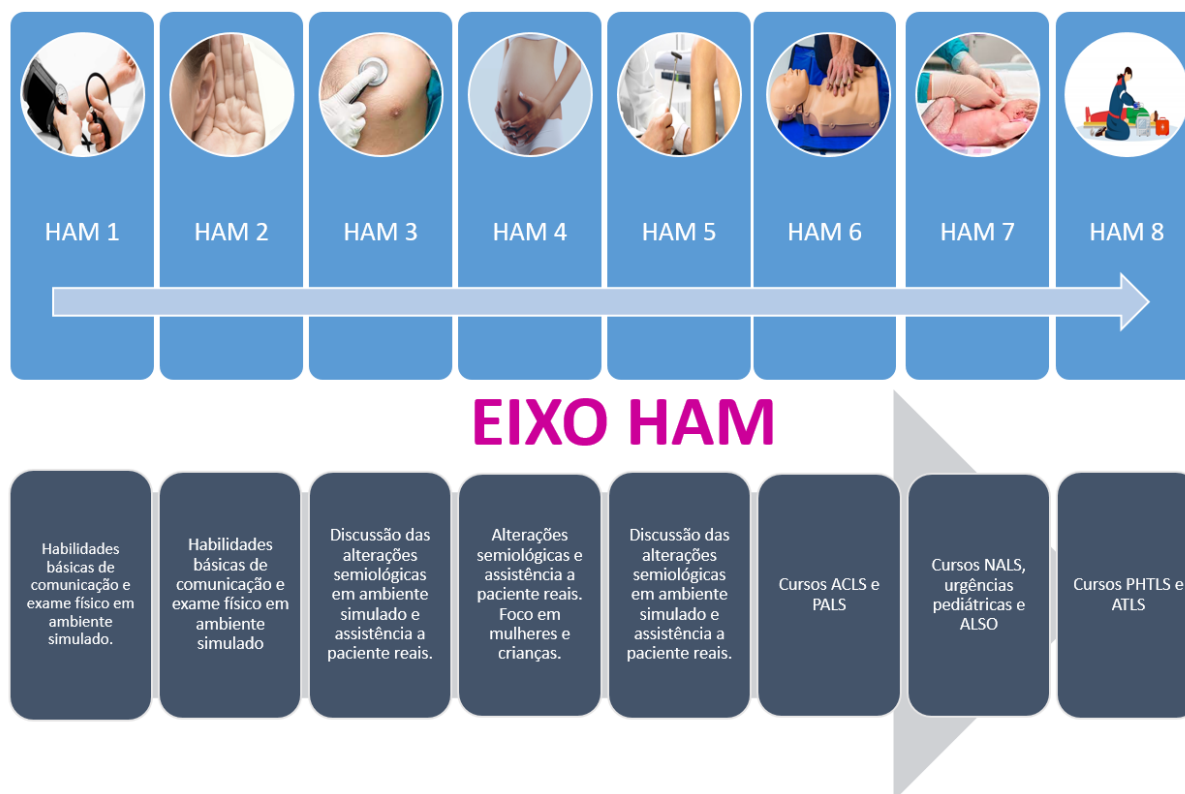 HAM 1
HAM 2
HAM 3
HAM 4
HAM 5
HAM 6
HAM 7
HAM 8
EIXO HAM
Habilidades
básicas de
comunicação e
exame físico em
ambiente
simulado.
Habilidades
básicas de
comunicação e
exame físico em
ambiente
simulado
Discussão das
alterações
semiológicas
em ambiente
simulado e
assistência a
paciente reais.
Alterações
semiológicas e
assistência a
paciente reais.
Foco em
mulheres e
crianças.
Discussão das
alterações
semiológicas
em ambiente
simulado e
assistência a
paciente reais.
Cursos ACLS e
PALS
Cursos NALS,
urgências
pediátricas e
ALSO
Cursos PHTLS e
ATLS